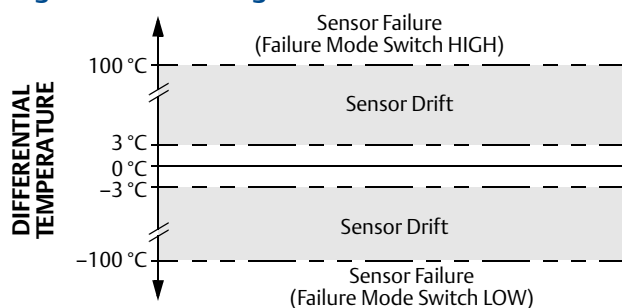 Sensor Failure
(Failure Mode Switch HIGH)
100 °C
Sensor Drift
DIFFERENTIAL
TEMPERATURE
3 °C
0 °C
–3 °C
Sensor Drift
–100 °C
Sensor Failure
(Failure Mode Switch LOW)